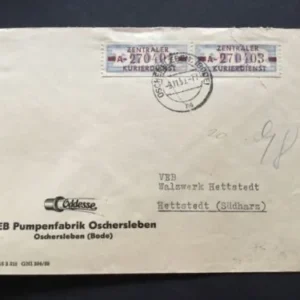 ZENTRALER
A-270404
KURIERDIENST
ZENTRALER
A-270403
KURIERDIENST
VEB
Walzwerk Hettstedt
Hettstedt (Südharz)
Oddesse
VEB Pumpenfabrik Oschersleben
Oschersleben (Bode)